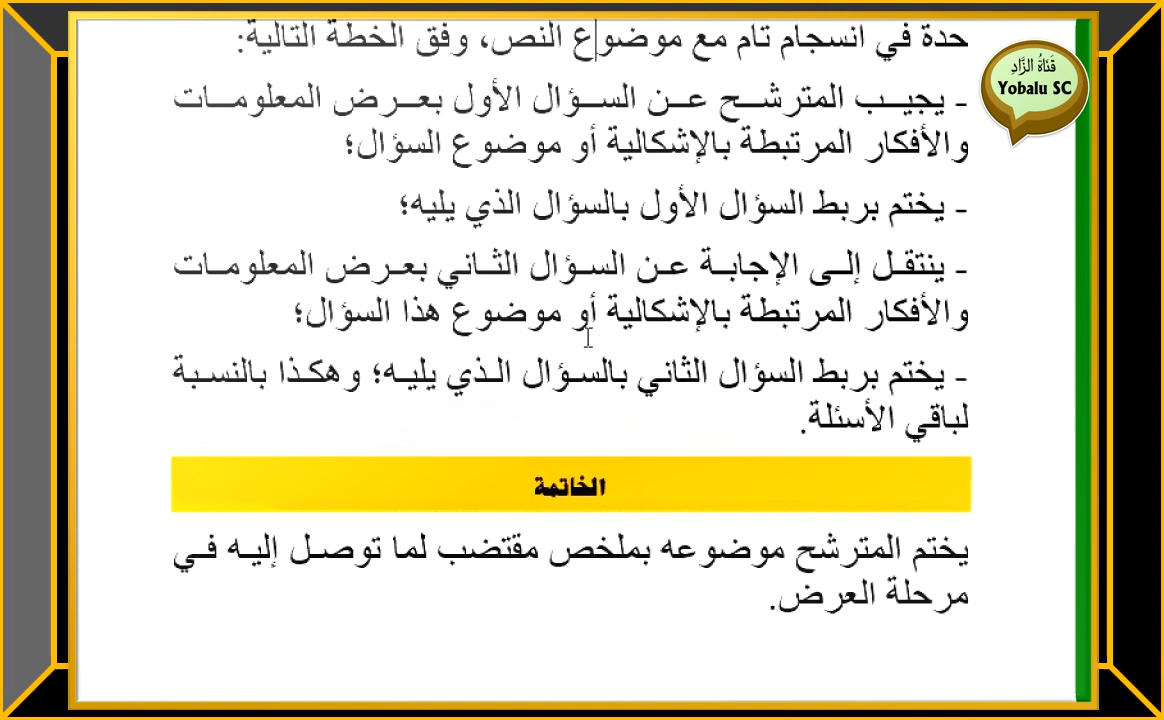 حدة في انسجام تام مع موضوع النص، وفق الخطة التالية:
قَنَاةُ الزَّادِ
Yobalu SC
- يجيب المترشح عن السؤال الأول بعرض المعلومات
والأفكار المرتبطة بالإشكالية أو موضوع السؤال؛
- يختم بربط السؤال الأول بالسؤال الذي يليه؛
- ينتقل إلى الإجابة عن السؤال الثاني بعرض المعلومات
والأفكار المرتبطة بالإشكالية أو موضوع هذا السؤال؛
- يختم بربط السؤال الثاني بالسؤال الذي يليه؛ وهكذا بالنسبة
لباقي الأسئلة.
الخاتمة
يختم المترشح موضوعه بملخص مقتضب لما توصل إليه في
مرحلة العرض.